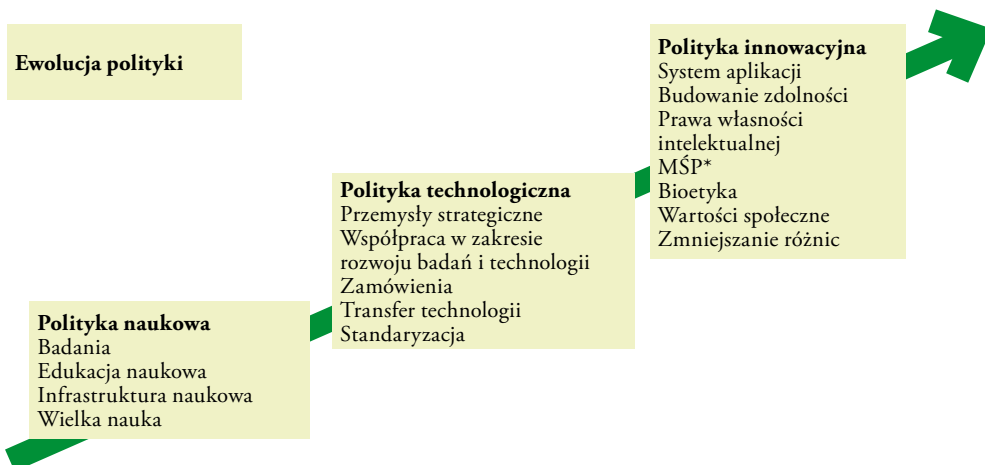 Ewolucja polityki
Polityka innowacyjna
System aplikacji
Budowanie zdolności
Prawa własności
intelektualnej
MŚP*
Bioetyka
Wartości społeczne
Zmniejszanie różnic
Polityka technologiczna
Przemysły strategiczne
Współpraca w zakresie
rozwoju badań i technologii
Zamówienia
Transfer technologii
Standaryzacja
Polityka naukowa
Badania
Edukacja naukowa
Infrastruktura naukowa
Wielka nauka